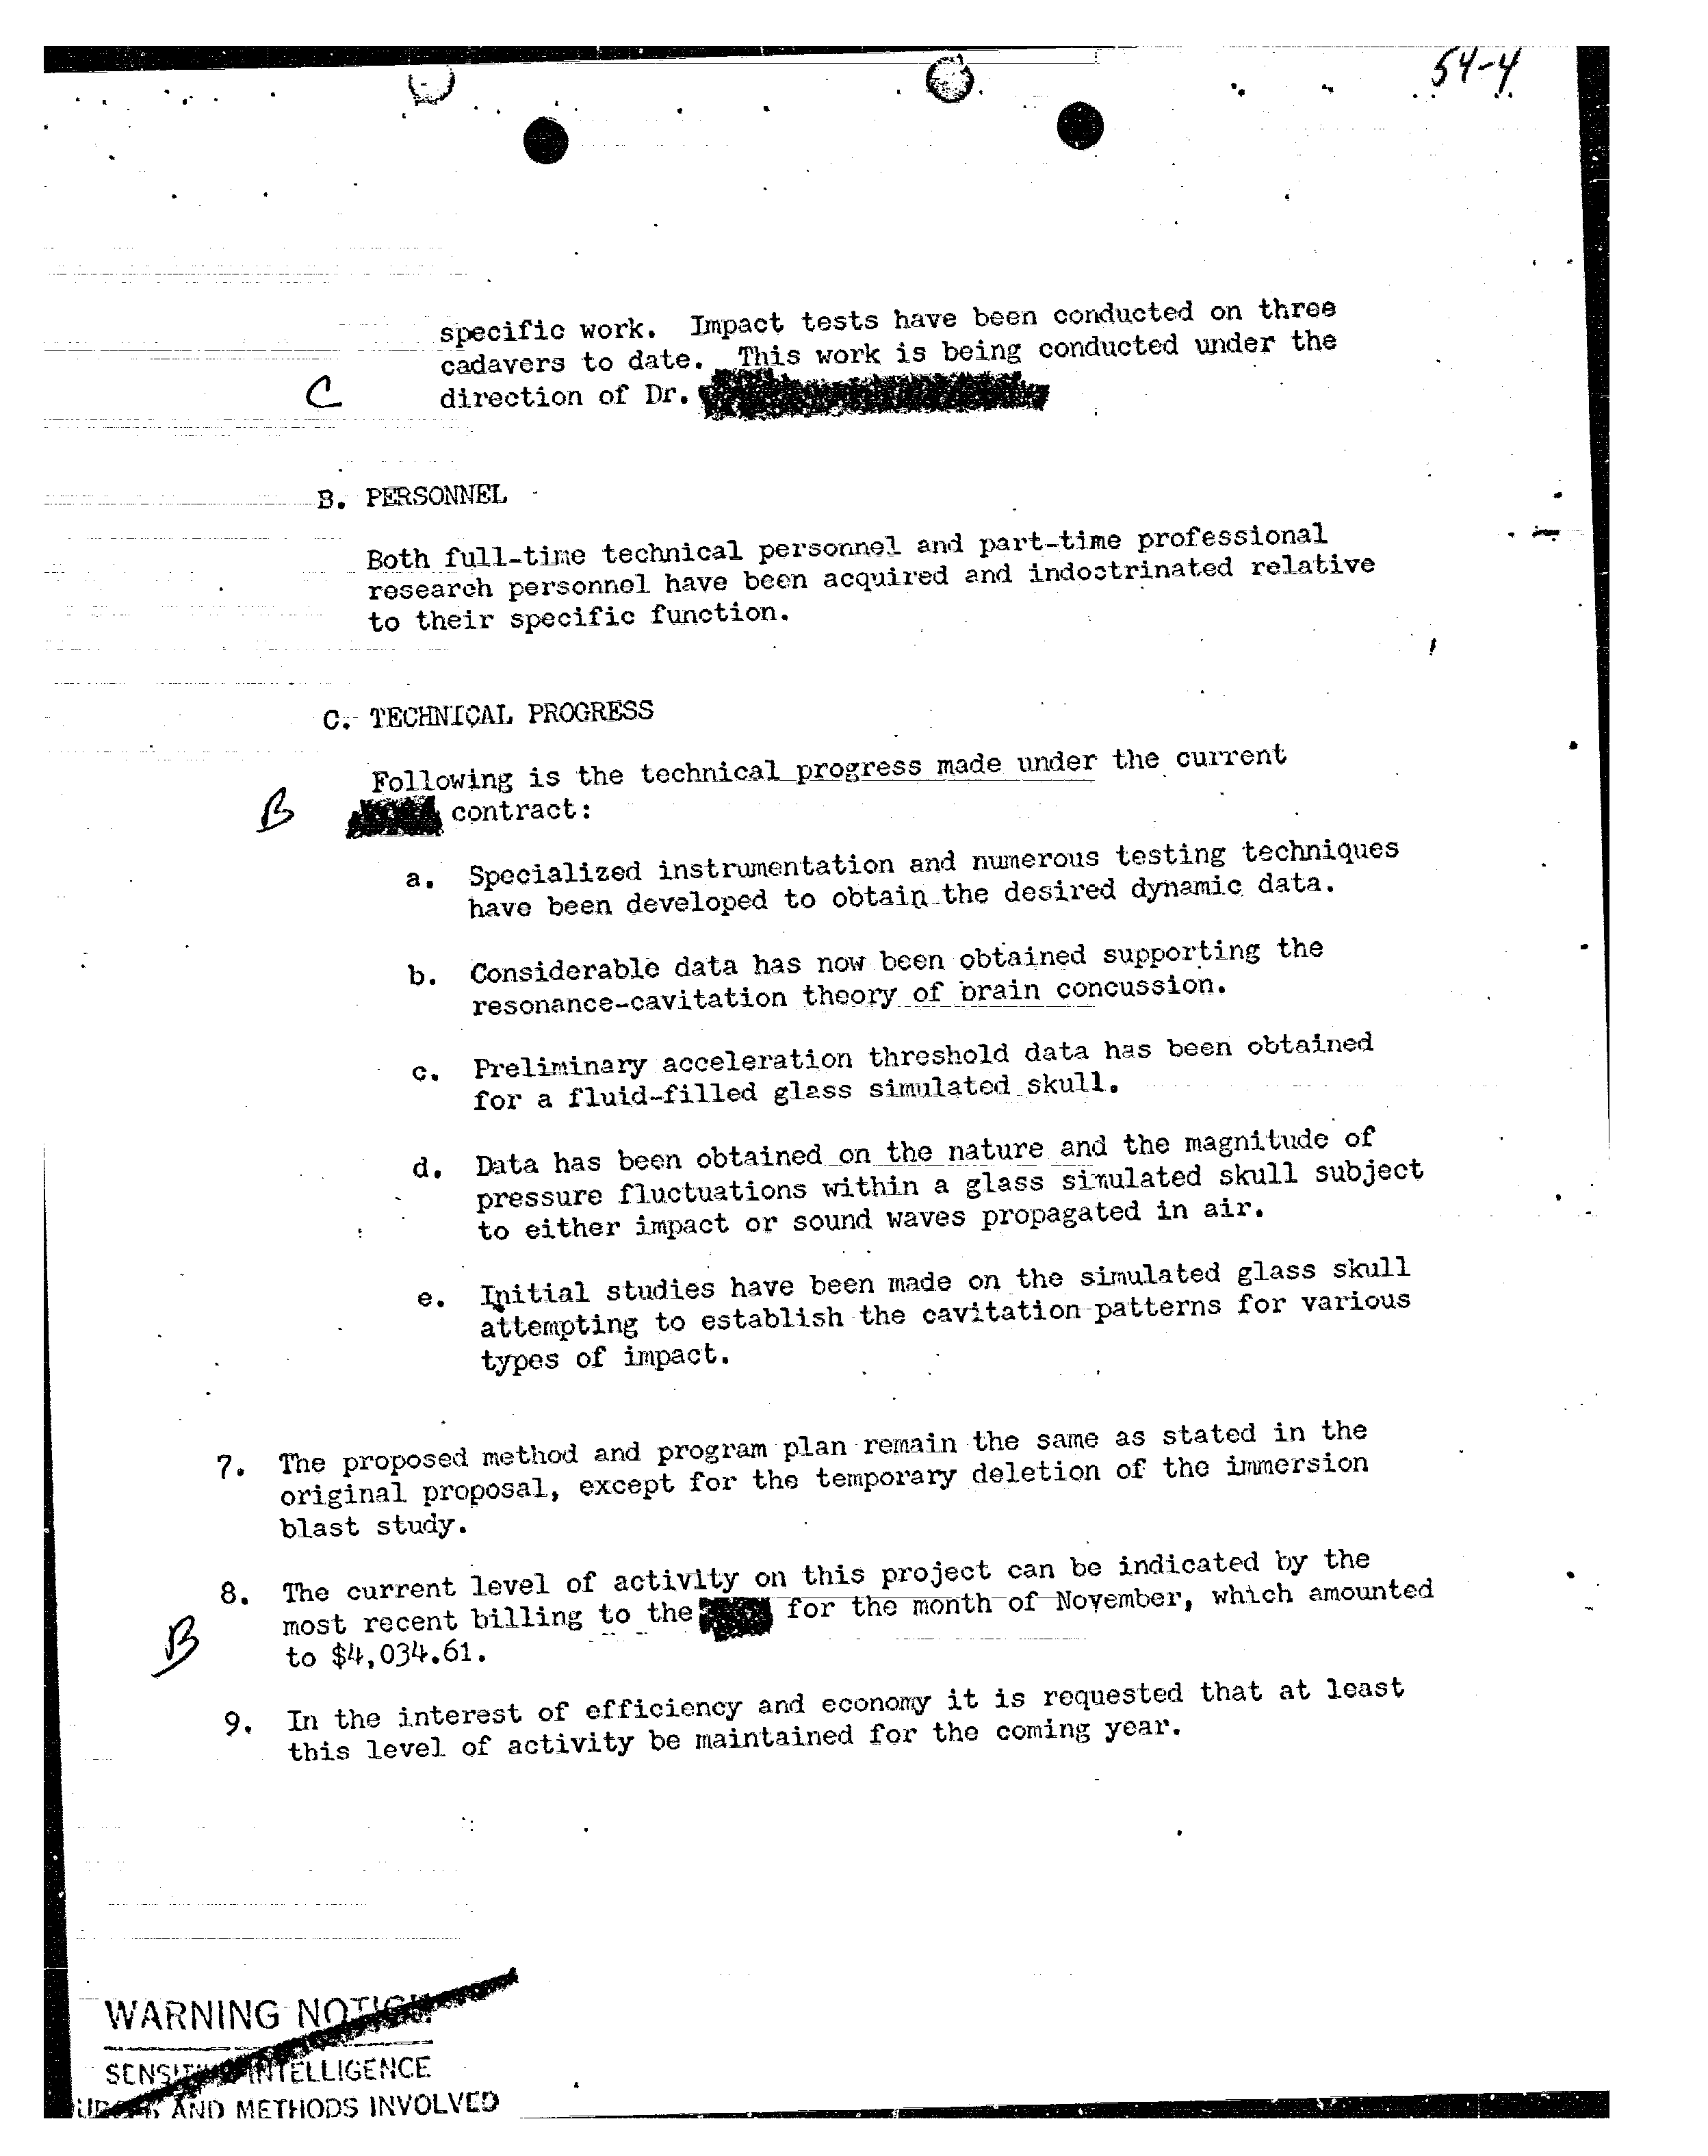 54-4
specific work. Impact tests have been conducted on three
cadavers to date. This work is being conducted under the
C direction of Dr.
B. PERSONNEL
Both full-time technical personnel and part-time professional
research personnel have been acquired and indoctrinated relative
to their specific function.
C. TECHNICAL PROGRESS
Following is the technical progress made under the current
B contract:
a. Specialized instrumentation and numerous testing techniques
have been developed to obtain the desired dynamic data.
b. Considerable data has now been obtained supporting the
resonance-cavitation theory of brain concussion.
c. Preliminary acceleration threshold data has been obtained
for a fluid-filled glass simulated skull.
d. Data has been obtained on the nature and the magnitude of
pressure fluctuations within a glass simulated skull subject
to either impact or sound waves propagated in air.
e. Initial studies have been made on the simulated glass skull
attempting to establish the cavitation patterns for various
types of impact.
7. The proposed method and program plan remain the same as stated in the
original proposal, except for the temporary deletion of the immersion
blast study.
8. The current level of activity on this project can be indicated by the
most recent billing to the for the month of November, which amounted
B to $4,034.61.
9. In the interest of efficiency and economy it is requested that at least
this level of activity be maintained for the coming year.
WARNING NOTICE
SENSITIVE INTELLIGENCE
AND METHODS INVOLVED